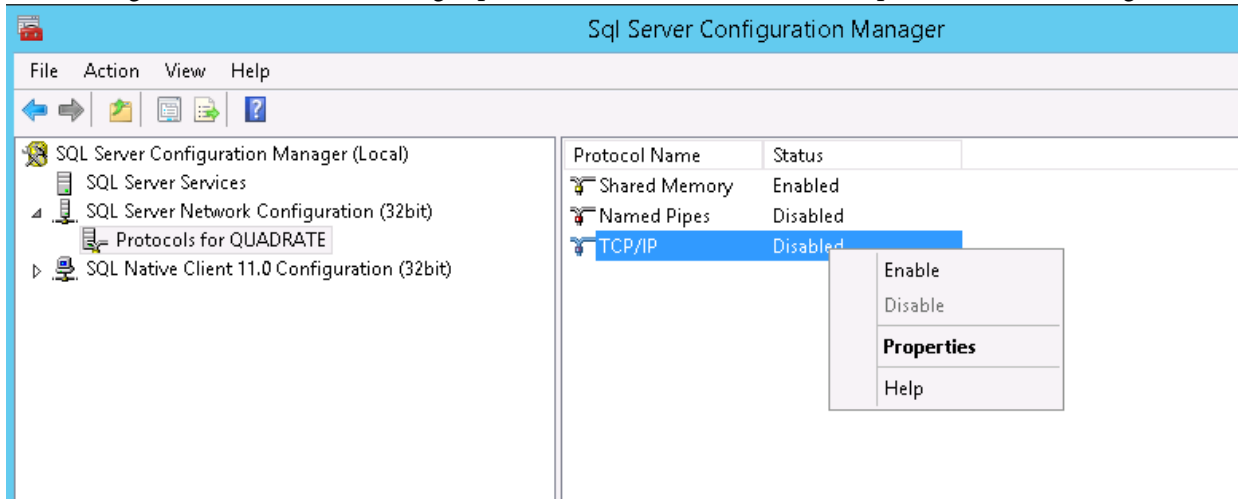 Sql Server Configuration Manager
File Action View Help
SQL Server Configuration Manager (Local)
SQL Server Services
SQL Server Network Configuration (32bit)
Protocols for QUADRATE
SQL Native Client 11.0 Configuration (32bit)
Protocol Name Status
Shared Memory Enabled
Named Pipes Disabled
TCP/IP Disabled
Enable
Disable
Properties
Help